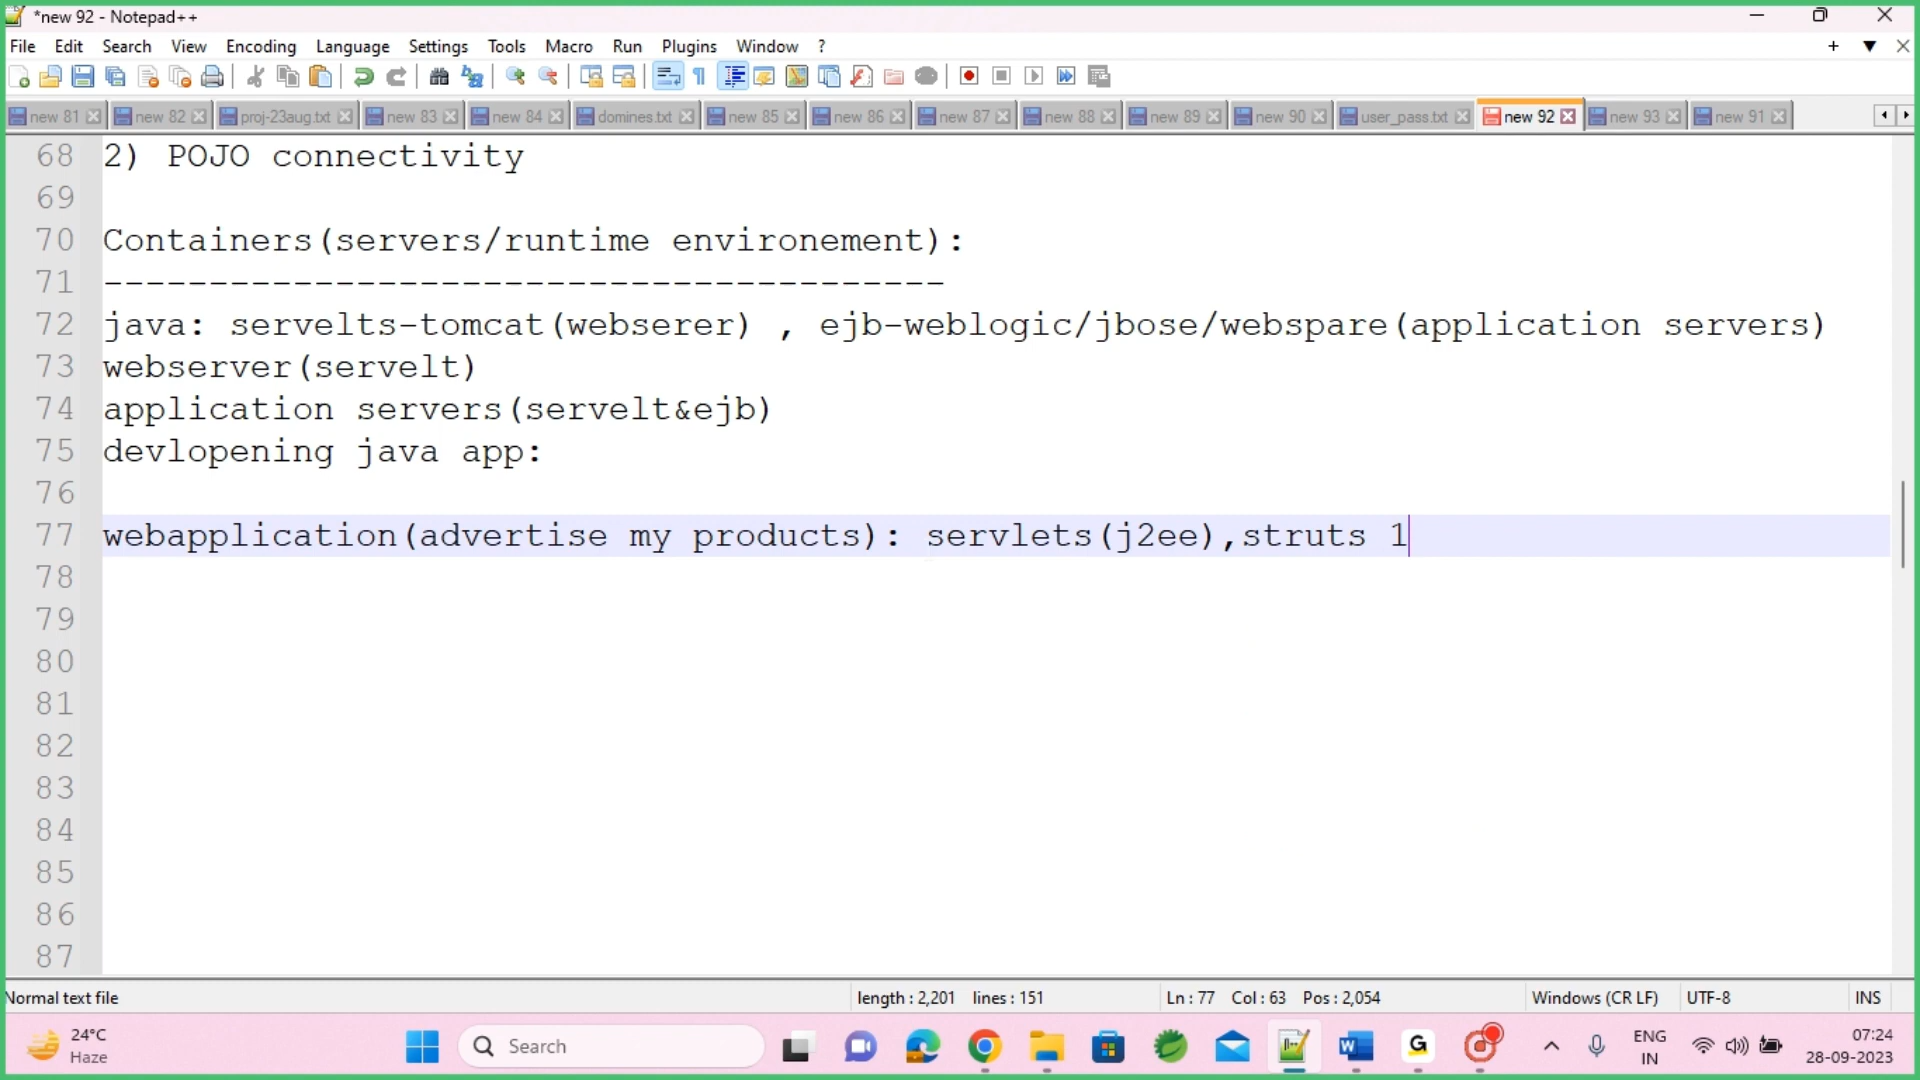 *new 92 - Notepad++
File Edit Search View Encoding Language Settings Tools Macro Run Plugins Window ?
new 81 new 82 proj-23aug.txt new 83 new 84 domines.txt new 85 new 86 new 87 new 88 new 89 new 90 user_pass.txt new 92 new 93 new 91
68 2) POJO connectivity
69
70 Containers(servers/runtime environement):
71 ----------------------------------------
72 java: servelts-tomcat(webserer) , ejb-weblogic/jbose/webspare(application servers)
73 webserver(servelt)
74 application servers(servelt&ejb)
75 devlopening java app:
76
77 webapplication(advertise my products): servlets(j2ee),struts 1
78
79
80
81
82
83
84
85
86
87
Normal text file length : 2,201 lines : 151 Ln : 77 Col : 63 Pos : 2,054 Windows (CR LF) UTF-8 INS
24°C
Haze
Search
ENG
IN
07:24
28-09-2023